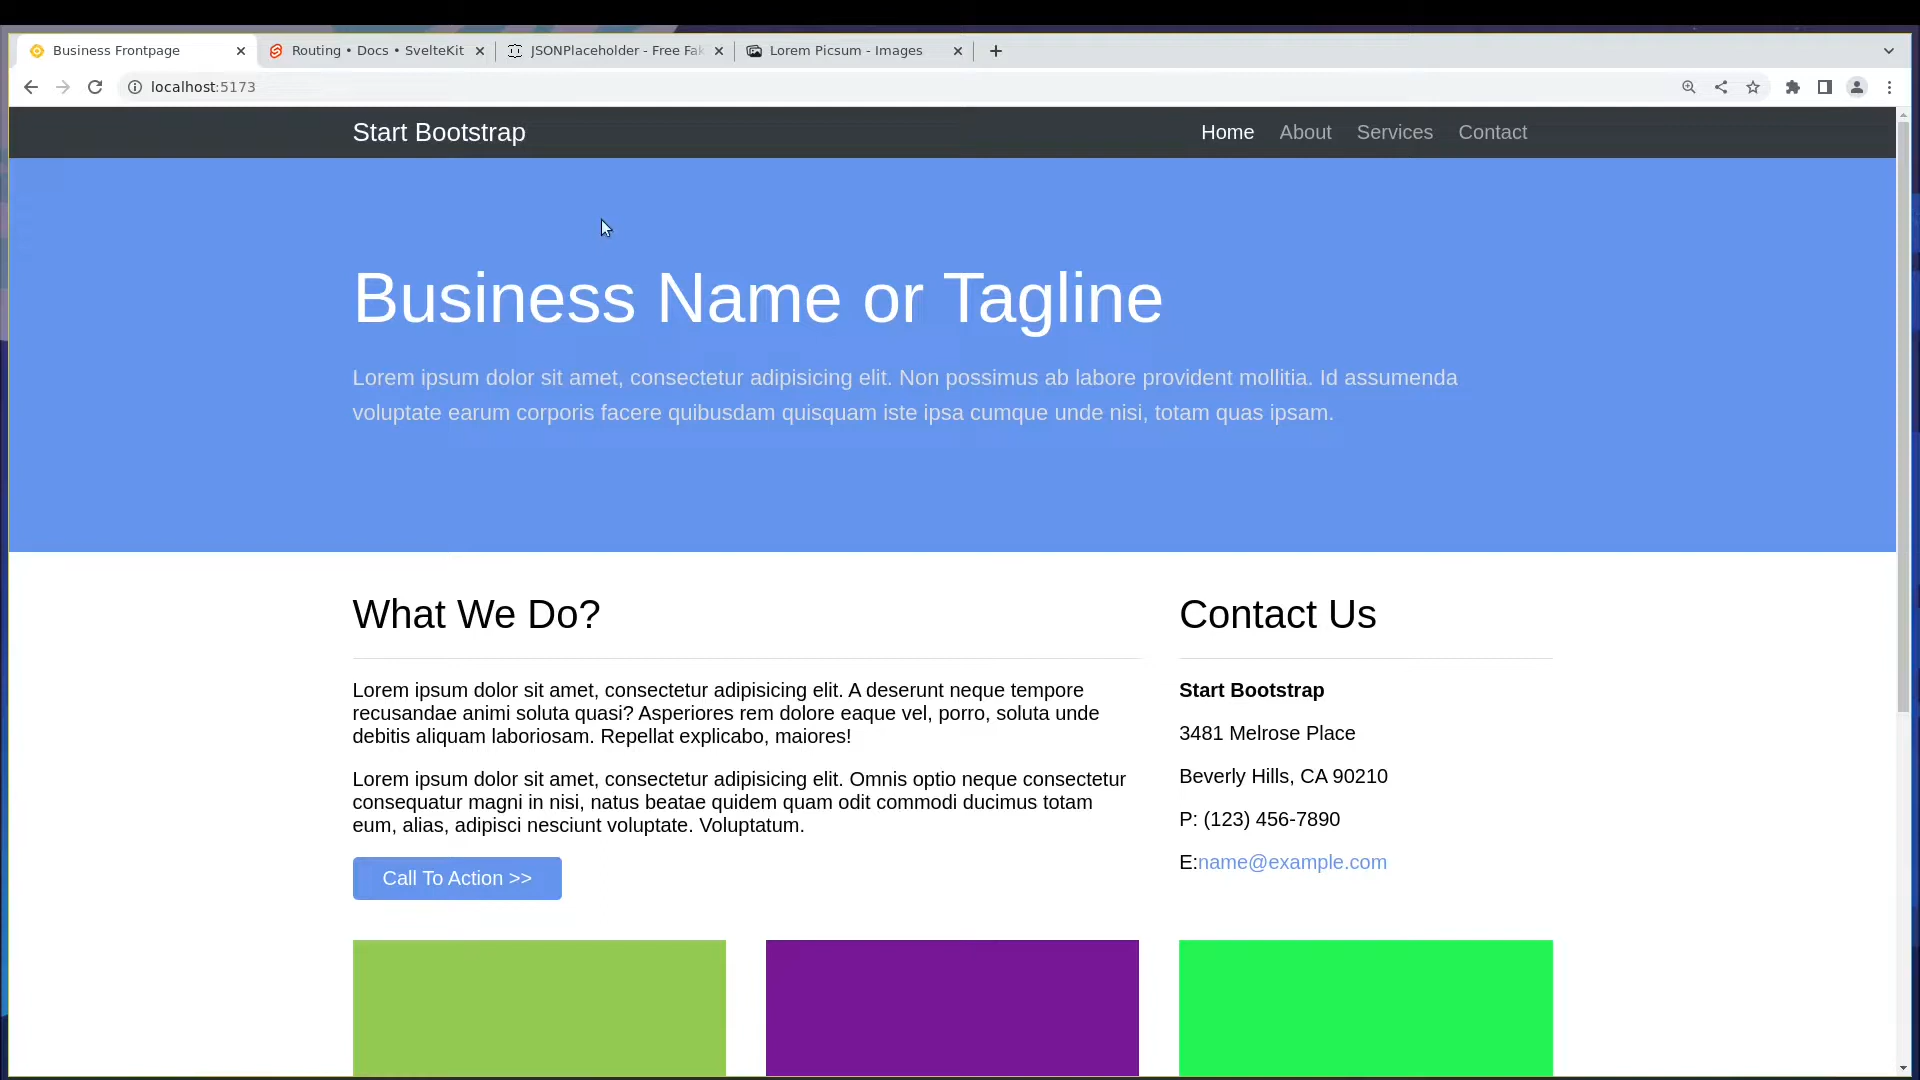 Business Frontpage
Routing • Docs • SvelteKit
JSONPlaceholder - Free Fak
Lorem Picsum - Images
localhost:5173
Start Bootstrap
Home
About
Services
Contact
Business Name or Tagline
Lorem ipsum dolor sit amet, consectetur adipisicing elit. Non possimus ab labore provident mollitia. Id assumenda
voluptate earum corporis facere quibusdam quisquam iste ipsa cumque unde nisi, totam quas ipsam.
What We Do?
Lorem ipsum dolor sit amet, consectetur adipisicing elit. A deserunt neque tempore
recusandae animi soluta quasi? Asperiores rem dolore eaque vel, porro, soluta unde
debitis aliquam laboriosam. Repellat explicabo, maiores!
Lorem ipsum dolor sit amet, consectetur adipisicing elit. Omnis optio neque consectetur
consequatur magni in nisi, natus beatae quidem quam odit commodi ducimus totam
eum, alias, adipisci nesciunt voluptate. Voluptatum.
Call To Action >>
Contact Us
Start Bootstrap
3481 Melrose Place
Beverly Hills, CA 90210
P: (123) 456-7890
E:name@example.com